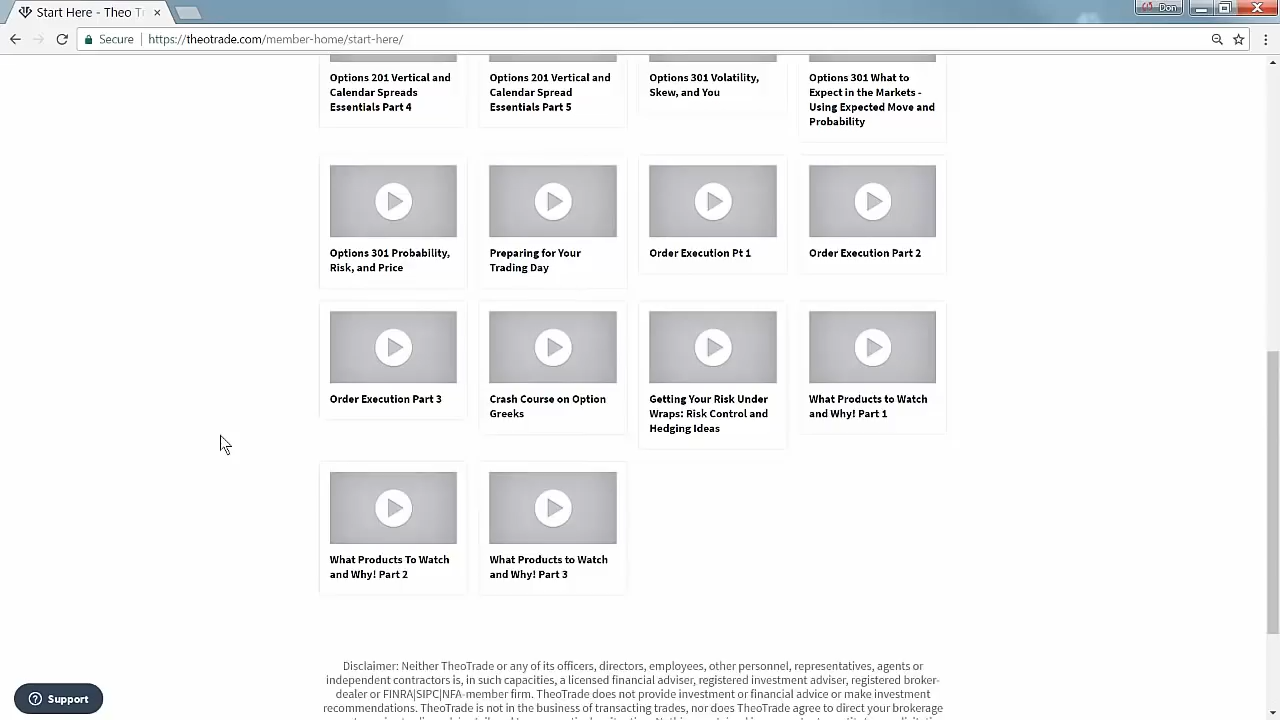 Start Here - Theo Tr
Don
Secure
https://theotrade.com/member-home/start-here/
Options 201 Vertical and
Calendar Spreads
Essentials Part 4
Options 201 Vertical and
Calendar Spread
Essentials Part 5
Options 301 Volatility,
Skew, and You
Options 301 What to
Expect in the Markets -
Using Expected Move and
Probability
Options 301 Probability,
Risk, and Price
Preparing for Your
Trading Day
Order Execution Pt 1
Order Execution Part 2
Order Execution Part 3
Crash Course on Option
Greeks
Getting Your Risk Under
Wraps: Risk Control and
Hedging Ideas
What Products to Watch
and Why! Part 1
What Products To Watch
and Why! Part 2
What Products to Watch
and Why! Part 3
Disclaimer: Neither TheoTrade or any of its officers, directors, employees, other personnel, representatives, agents or
independent contractors is, in such capacities, a licensed financial adviser, registered investment adviser, registered broker-
dealer or FINRA|SIPC|NFA-member firm. TheoTrade does not provide investment or financial advice or make investment
recommendations. TheoTrade is not in the business of transacting trades, nor does TheoTrade agree to direct your brokerage
Support